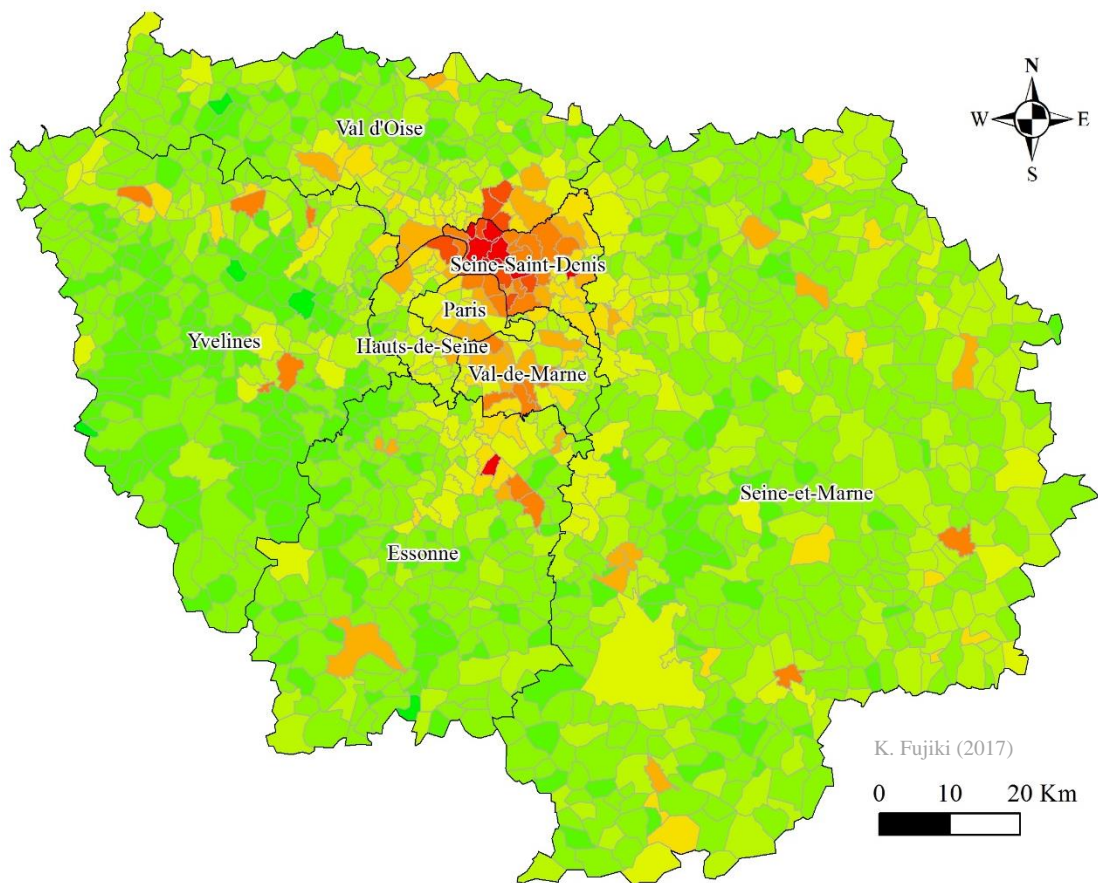 N
W E
S
Val d'Oise
Seine-Saint-Denis
Paris
Yvelines
Hauts-de-Seine
Val-de-Marne
Seine-et-Marne
Essonne
K. Fujiki (2017)
0 10 20 Km